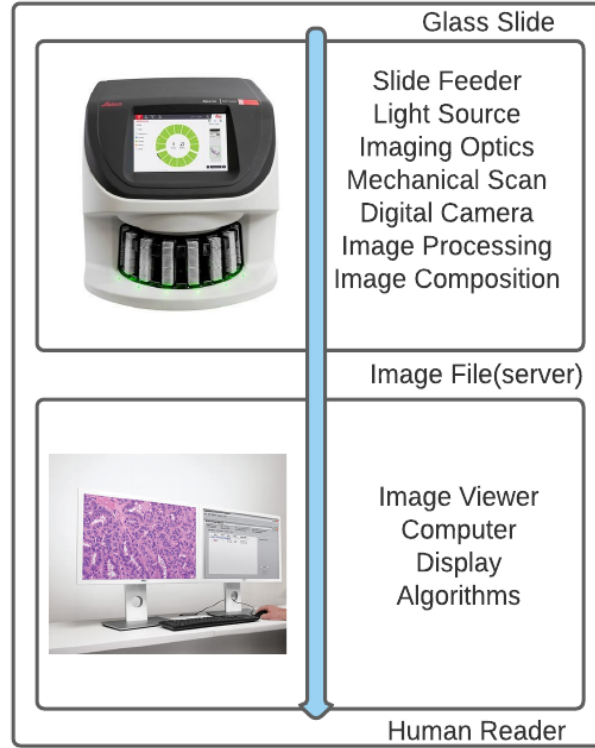 Glass Slide
Slide Feeder
Light Source
Imaging Optics
Mechanical Scan
Digital Camera
Image Processing
Image Composition
Image File(server)
Image Viewer
Computer
Display
Algorithms
Human Reader